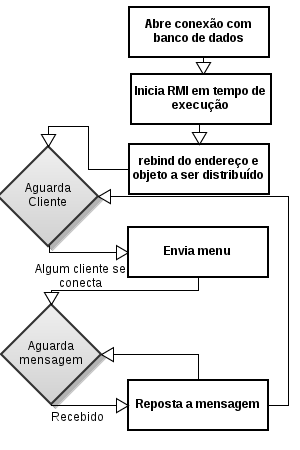 Abre conexão com
banco de dados
Inicia RMI em tempo de
execução
rebind do endereço e
objeto a ser distribuído
Aguarda
Cliente
Envia menu
Algum cliente se
conecta
Aguarda
mensagem
Recebido
Reposta a mensagem